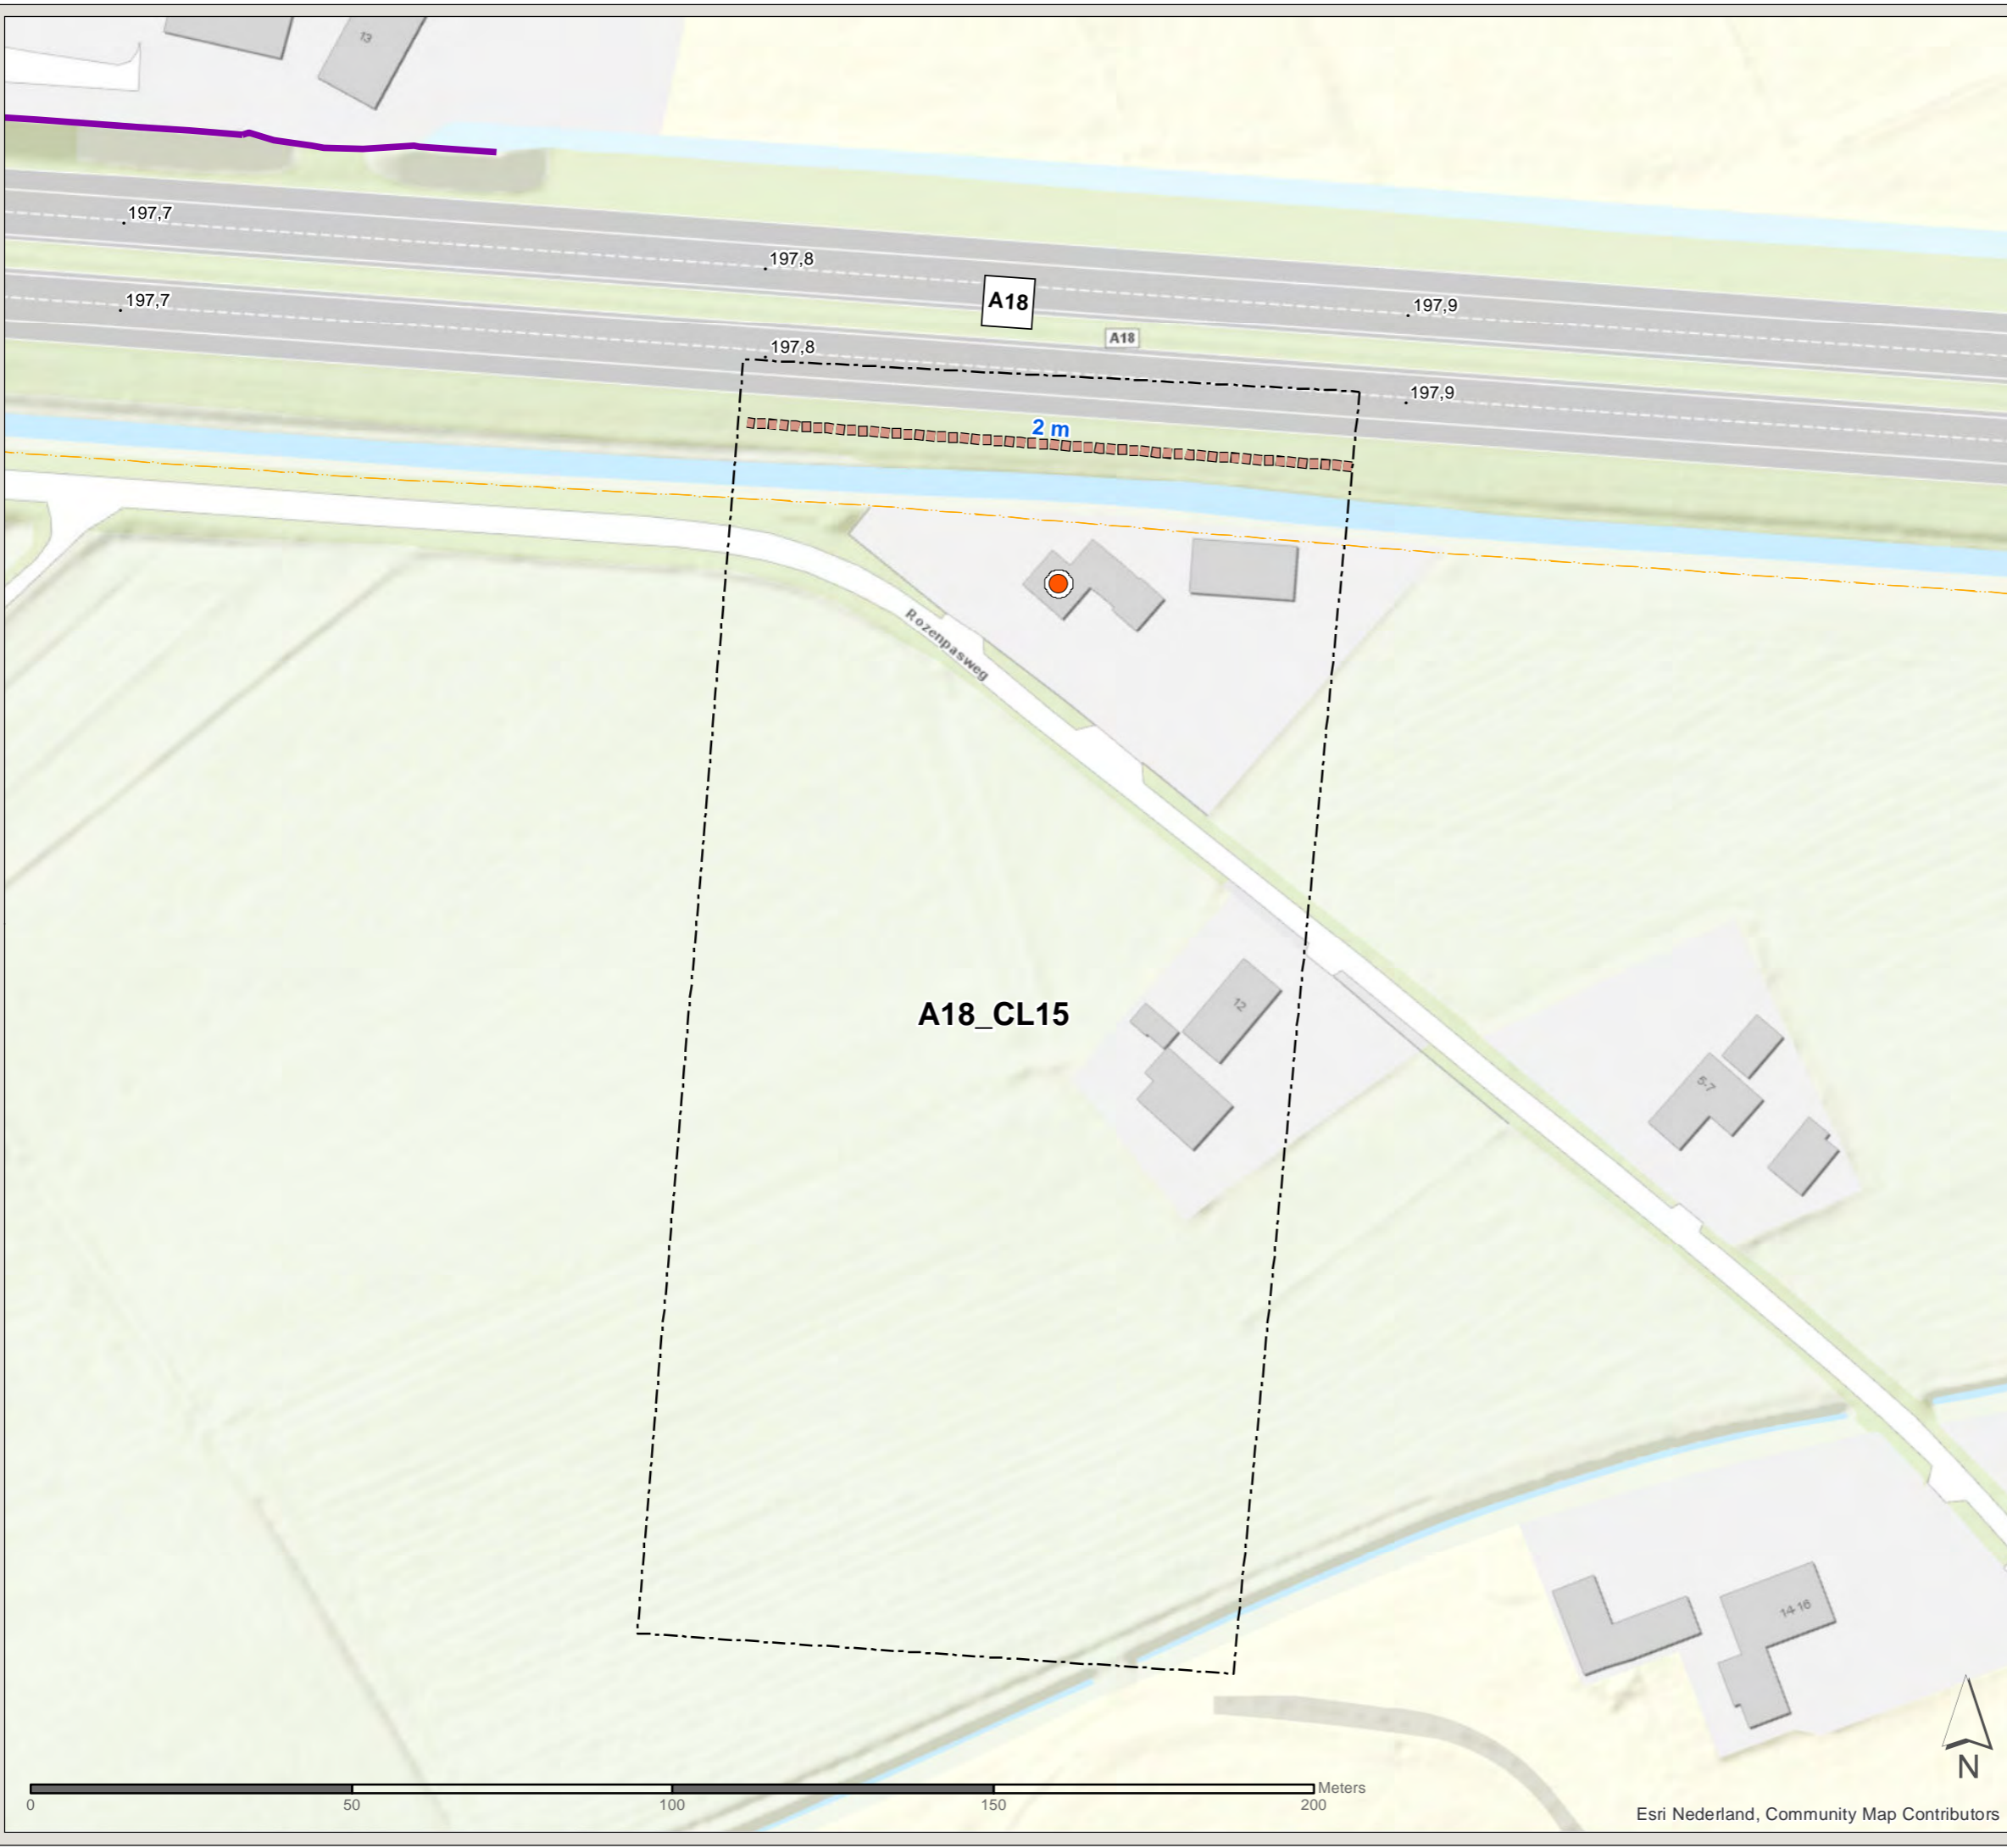 13
197,7
197,8
A18
197,9
197,7
A18
197,8
197,9
2 m
Rozenpasweg
A18_CL15
12
5-7
14-16
N
Meters
0 50 100 150 200
Esri Nederland, Community Map Contributors